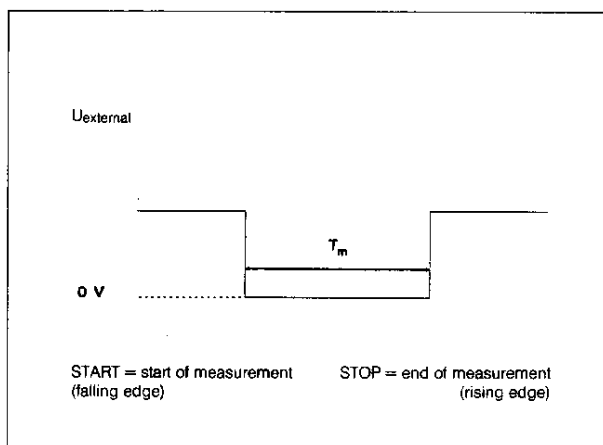 Uexternal
Tm
0 V
START = start of measurement
(falling edge)
STOP = end of measurement
(rising edge)